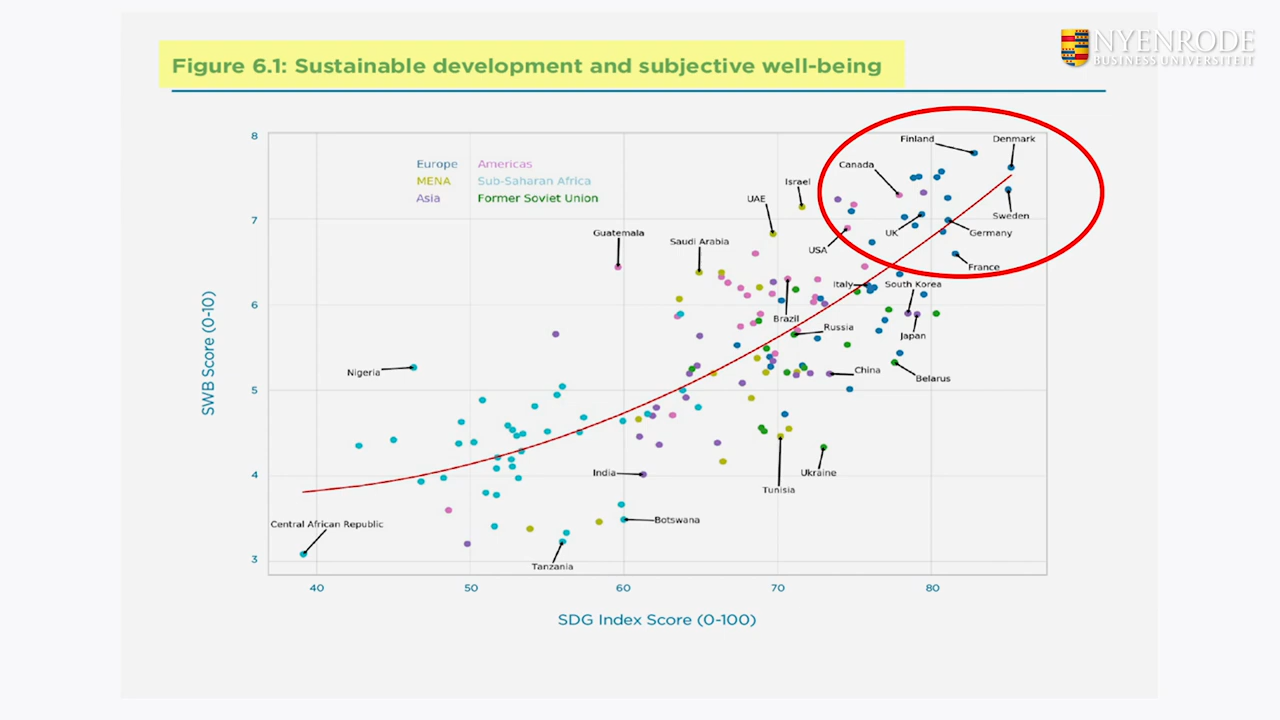 NYENRODE
BUSINESS UNIVERSITEIT
Figure 6.1: Sustainable development and subjective well-being
SWB Score (0-10)
8
7
6
5
4
3
Europe Americas
MENA Sub-Saharan Africa
Asia Former Soviet Union
Finland
Denmark
Canada
Israel
UAE
Sweden
Guatemala
UK
Germany
Saudi Arabia
USA
France
Italy
South Korea
Brazil
Russia
Japan
Nigeria
China
Belarus
India
Ukraine
Tunisia
Central African Republic
Botswana
Tanzania
40 50 60 70 80
SDG Index Score (0-100)